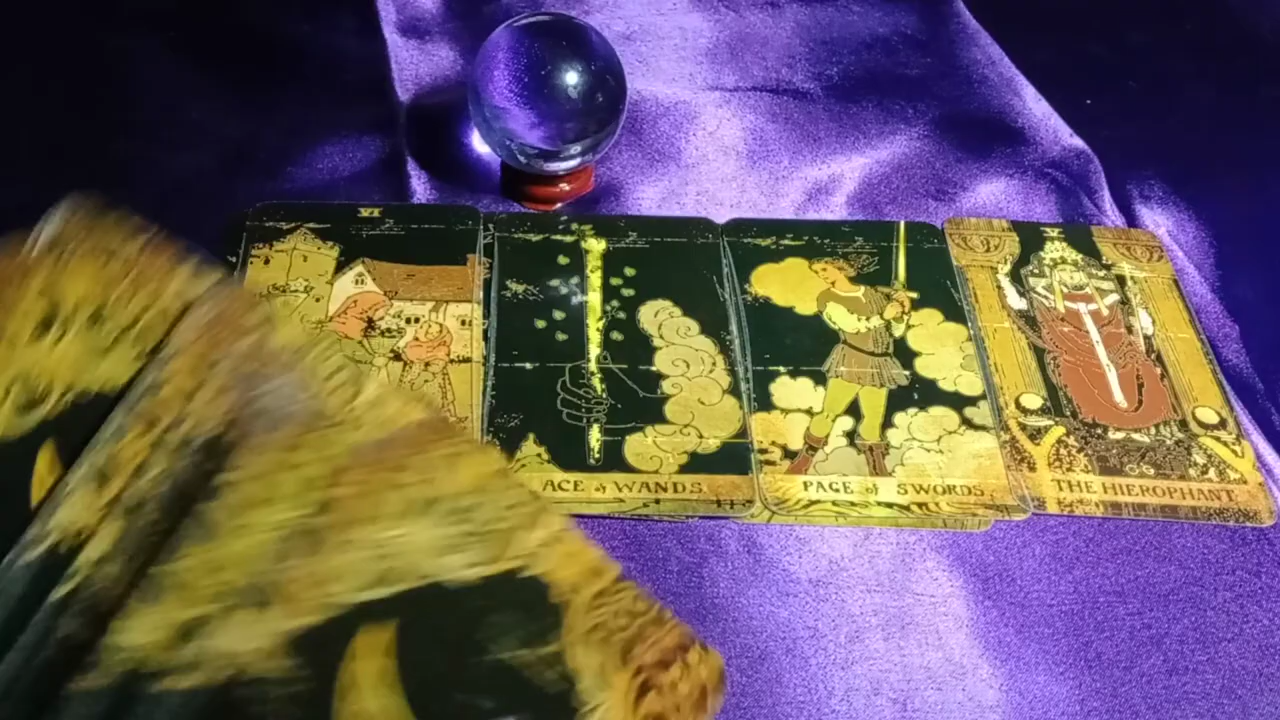 VI
ACE of WANDS.
PAGE of SWORDS.
V
THE HIEROPHANT.